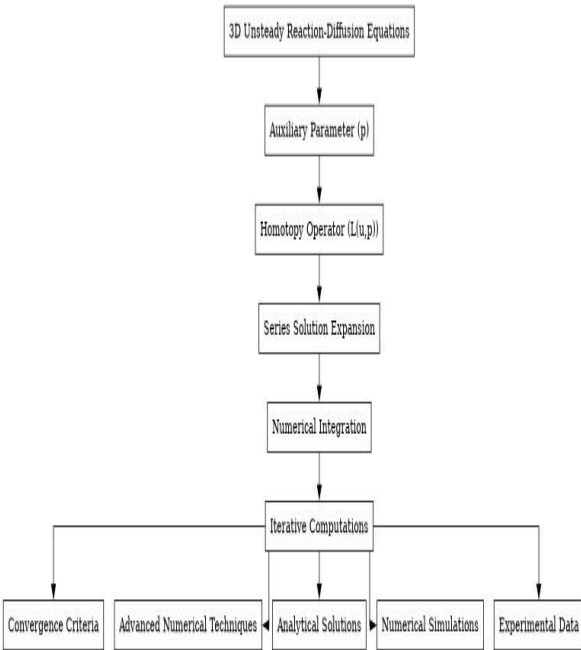 3D Unsteady Reaction-Diffusion Equations
Auxiliary Parameter (p)
Homotopy Operator (L(u,p))
Series Solution Expansion
Numerical Integration
Iterative Computations
Convergence Criteria
Advanced Numerical Techniques
Analytical Solutions
Numerical Simulations
Experimental Data